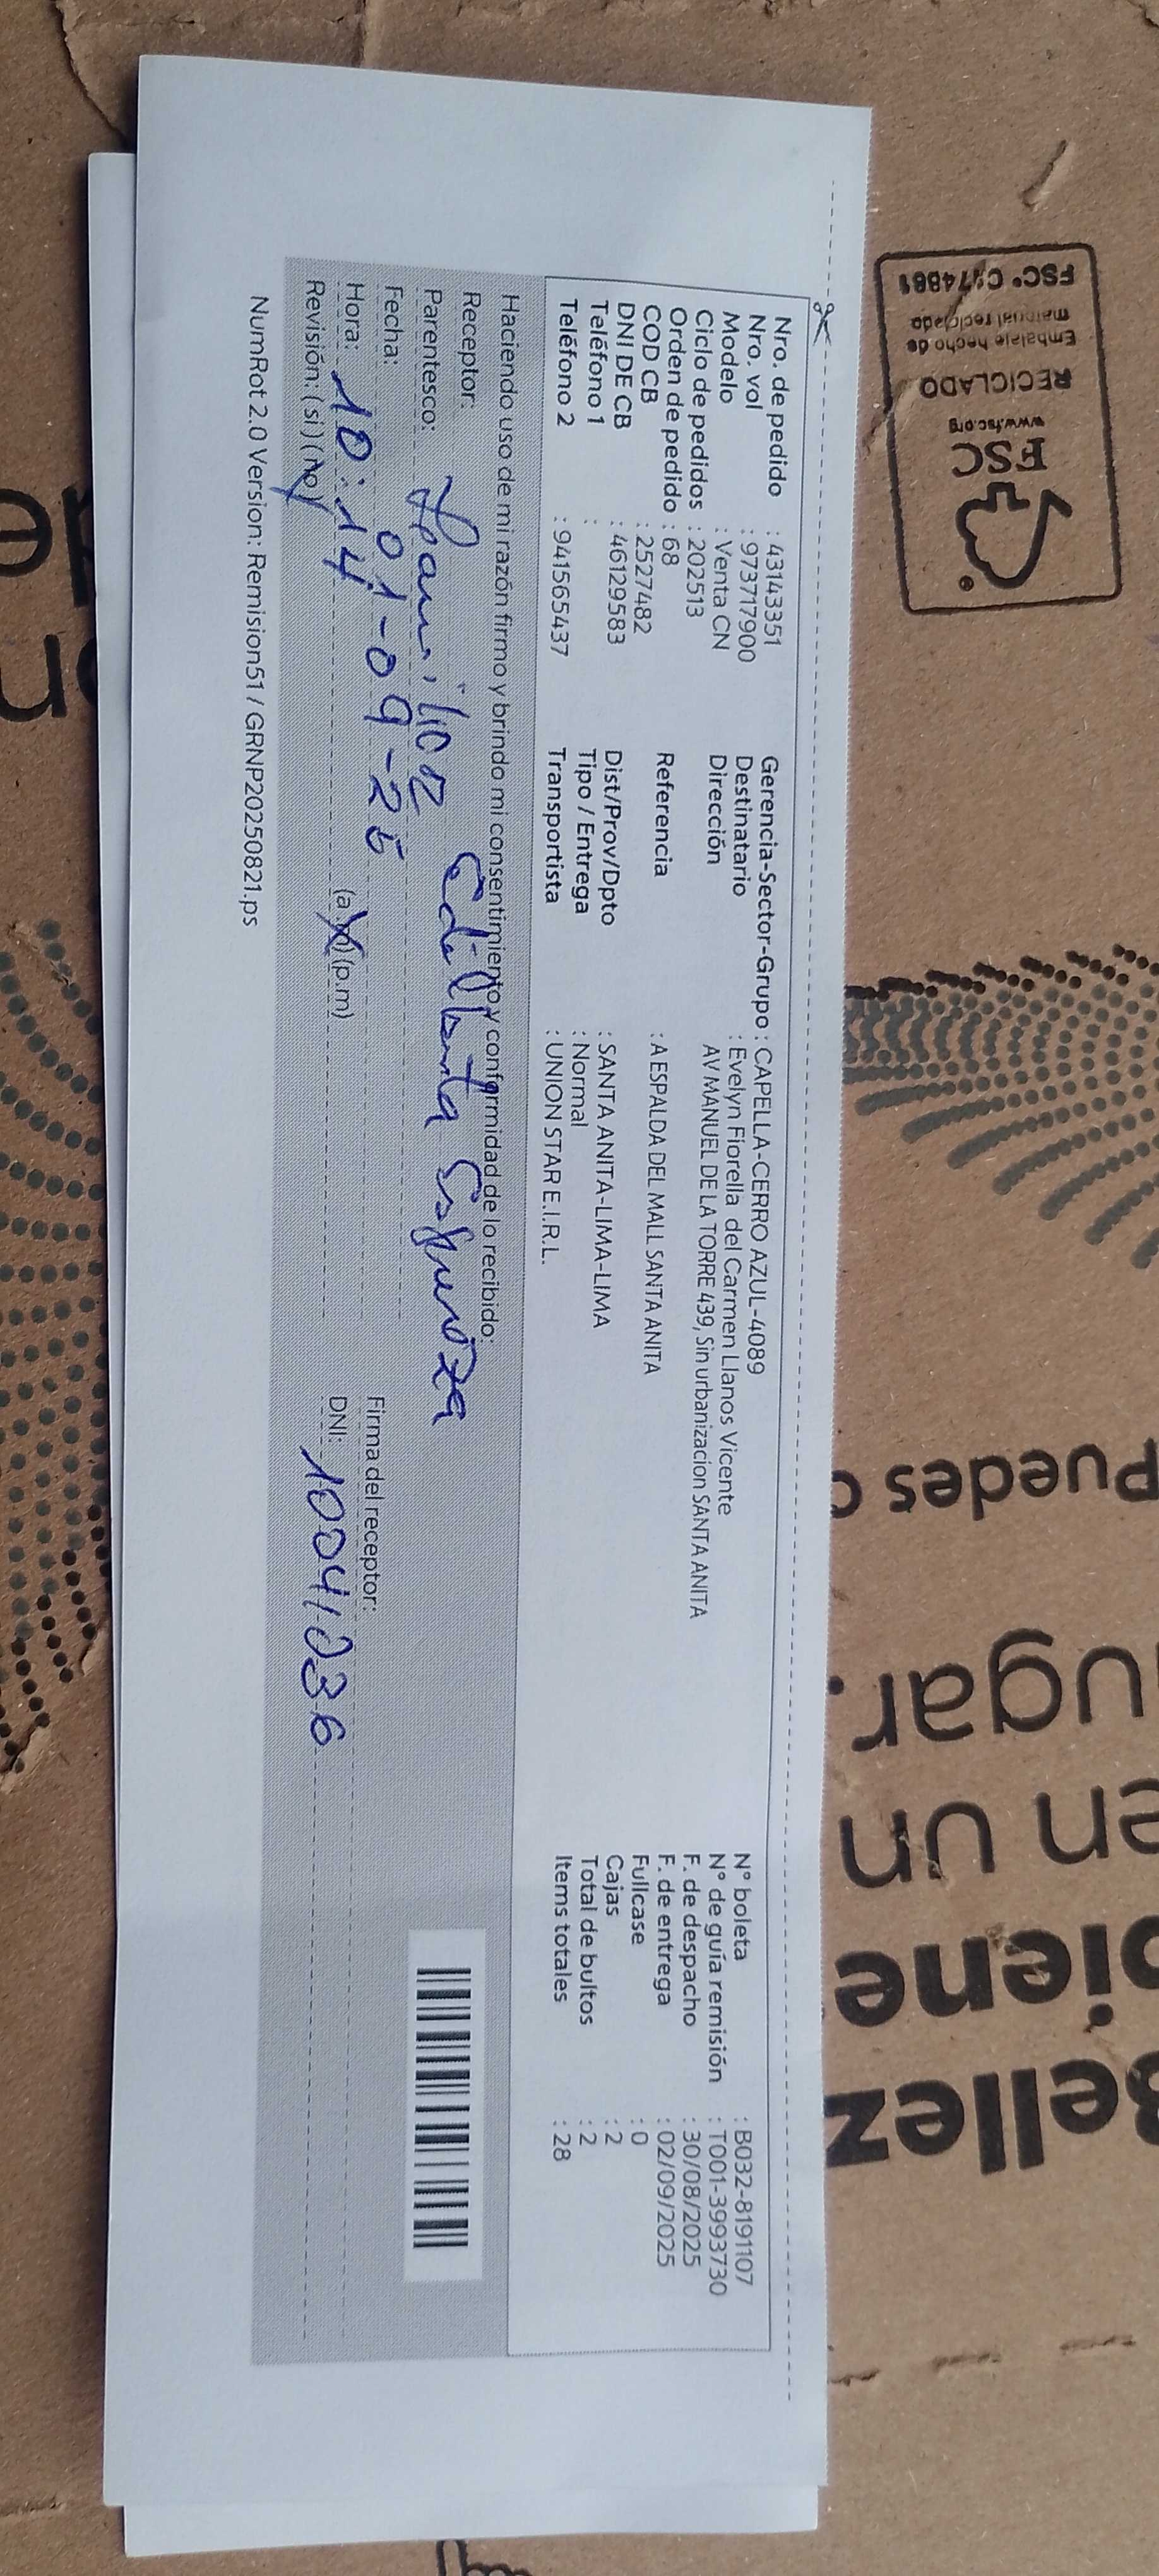 Nro. de pedido : 43143351
Nro. vol : 973717900
Modelo : Venta CN
Ciclo de pedidos : 202513
Orden de pedido : 68
COD CB : 2527482
DNI DE CB : 46129583
Teléfono 1 :
Teléfono 2 : 941565437
Gerencia-Sector-Grupo : CAPELLA-CERRO AZUL-4089
Destinatario : Evelyn Fiorella del Carmen Llanos Vicente
Dirección AV MANUEL DE LA TORRE 439, Sin urbanizacion SANTA ANITA
Referencia : A ESPALDA DEL MALL SANTA ANITA
Dist/Prov/Dpto : SANTA ANITA-LIMA-LIMA
Tipo / Entrega : Normal
Transportista : UNION STAR E.I.R.L.
N° boleta : B032-8191107
N° de guía remisión : T001-3993730
F. de despacho : 30/08/2025
F. de entrega : 02/09/2025
Fullcase : 0
Cajas : 2
Total de bultos : 2
Items totales : 28
Haciendo uso de mi razón firmo y brindo mi consentimiento y conformidad de lo recibido:
Receptor:
Parentesco:
Fecha: 01-09-25
Hora: 10:14 (a.m) (p.m)
Revisión: (si) (no)
Firma del receptor:
DNI: 10041036
NumRot 2.0 Version: Remision51 / GRNP20250821.ps
FSC
www.fsc.org
RECICLADO
Embalaje hecho de
material reciclado
FSC® C174881
Bellez
en un
ugar.
Puedes